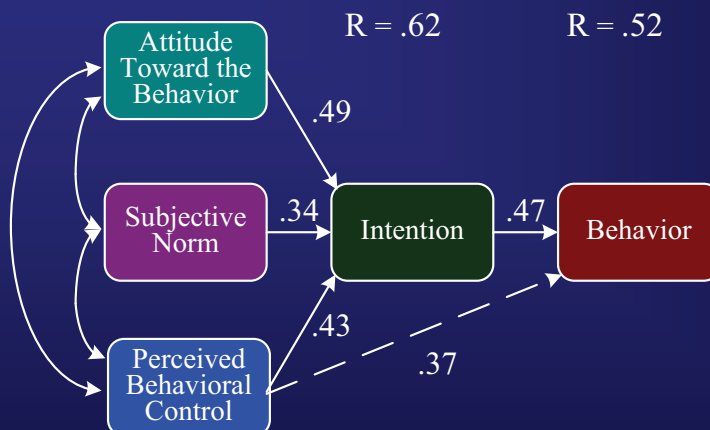 R = .62
R = .52
Attitude
Toward the
Behavior
.49
Subjective
Norm
.34
Intention
.47
Behavior
.43
.37
Perceived
Behavioral
Control